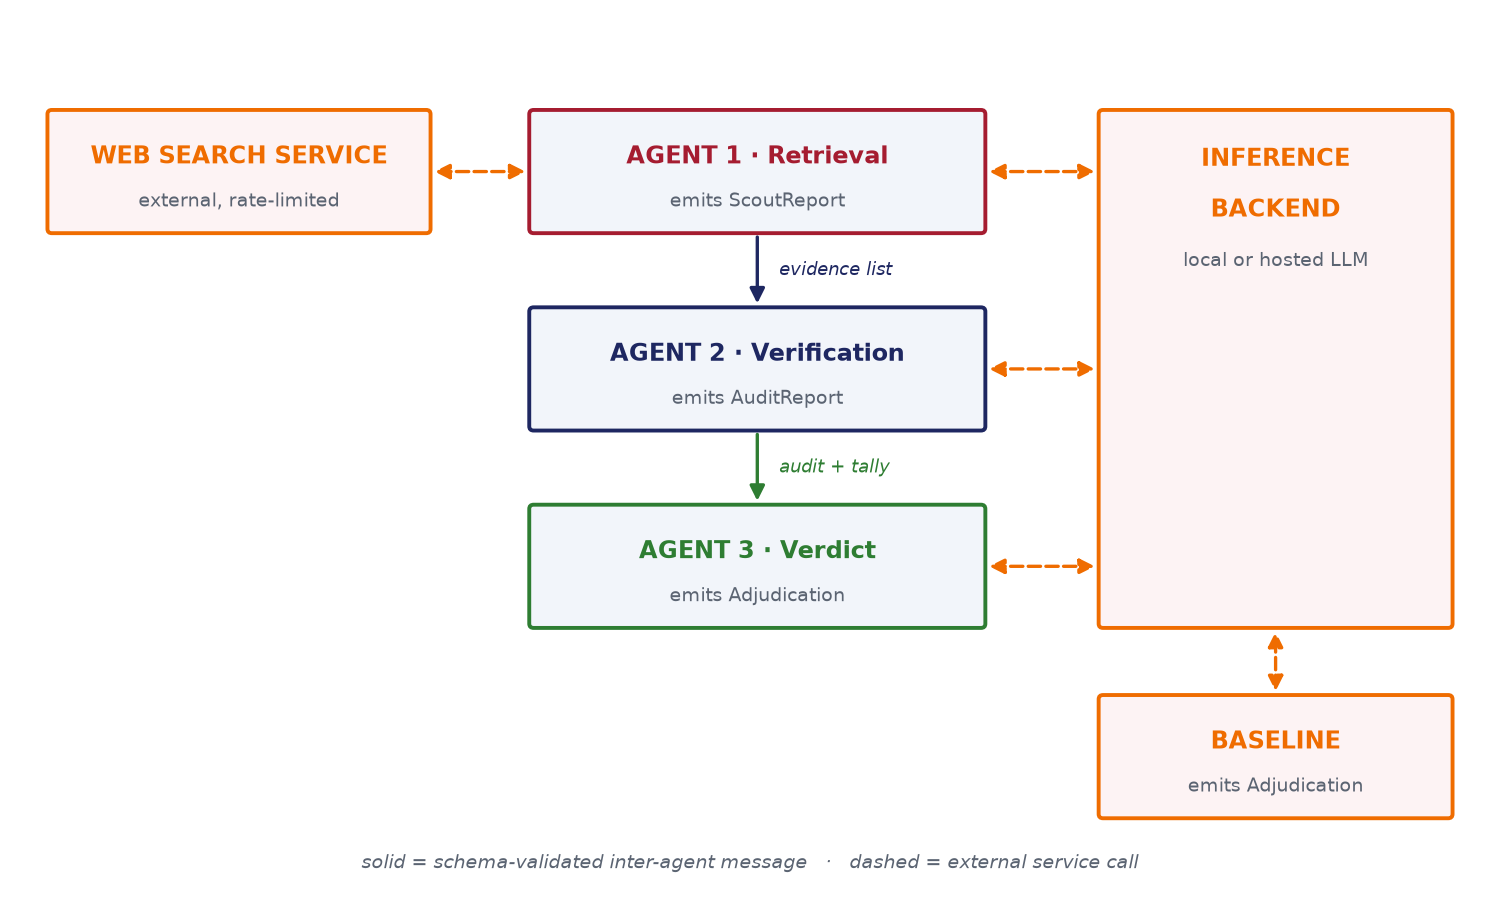 WEB SEARCH SERVICE
external, rate-limited
AGENT 1 · Retrieval
emits ScoutReport
INFERENCE
BACKEND
local or hosted LLM
evidence list
AGENT 2 · Verification
emits AuditReport
audit + tally
AGENT 3 · Verdict
emits Adjudication
BASELINE
emits Adjudication
solid = schema-validated inter-agent message · dashed = external service call